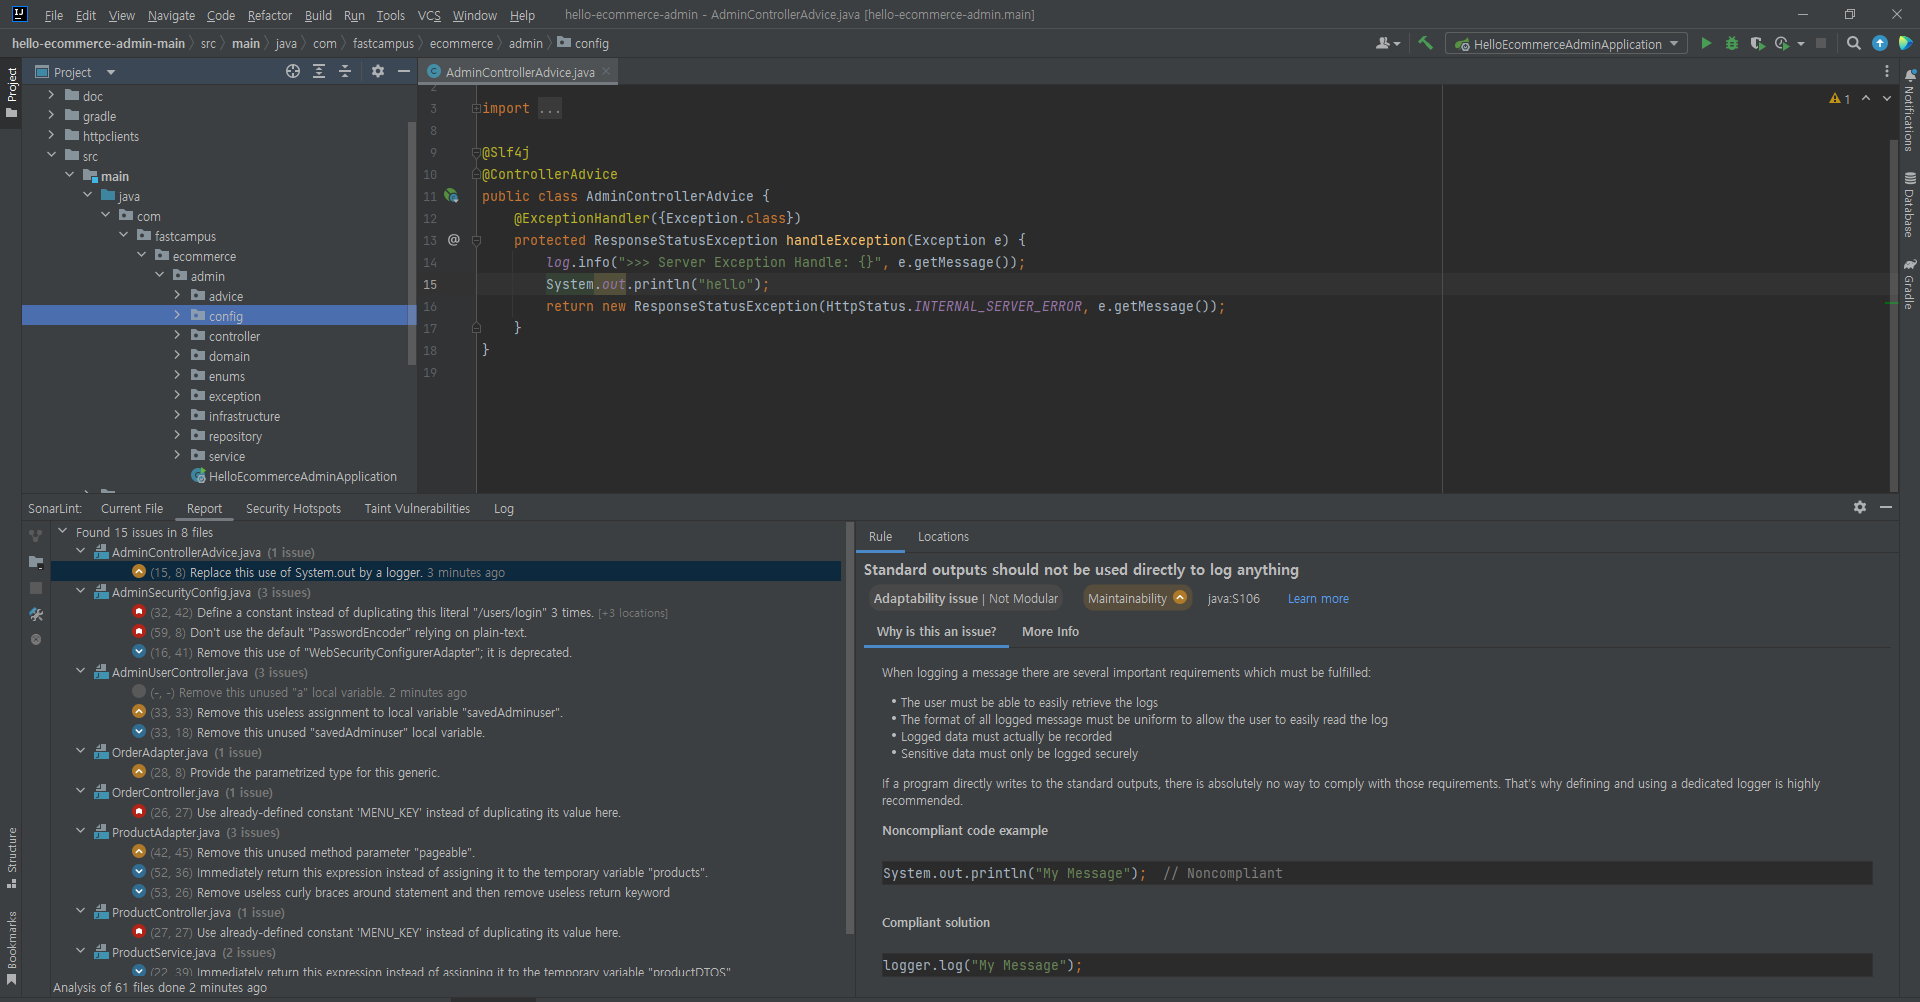 File Edit View Navigate Code Refactor Build Run Tools VCS Window Help hello-ecommerce-admin - AdminControllerAdvice.java [hello-ecommerce-admin.main]
hello-ecommerce-admin-main src main java com fastcampus ecommerce admin config HelloEcommerceAdminApplication
Project
Project
AdminControllerAdvice.java
doc
gradle
httpclients
src
main
java
com
fastcampus
ecommerce
admin
advice
config
controller
domain
enums
exception
infrastructure
repository
service
HelloEcommerceAdminApplication
2
3 import ...
8
9 @Slf4j
10 @ControllerAdvice
11 public class AdminControllerAdvice {
12 @ExceptionHandler({Exception.class})
13 @ protected ResponseStatusException handleException(Exception e) {
14 log.info(">>> Server Exception Handle: {}", e.getMessage());
15 System.out.println("hello");
16 return new ResponseStatusException(HttpStatus.INTERNAL_SERVER_ERROR, e.getMessage());
17 }
18 }
19
1
Notifications
Database
Gradle
SonarLint: Current File Report Security Hotspots Taint Vulnerabilities Log
Found 15 issues in 8 files
AdminControllerAdvice.java (1 issue)
(15, 8) Replace this use of System.out by a logger. 3 minutes ago
AdminSecurityConfig.java (3 issues)
(32, 42) Define a constant instead of duplicating this literal "/users/login" 3 times. [+3 locations]
(59, 8) Don't use the default "PasswordEncoder" relying on plain-text.
(16, 41) Remove this use of "WebSecurityConfigurerAdapter"; it is deprecated.
AdminUserController.java (3 issues)
(-, -) Remove this unused "a" local variable. 2 minutes ago
(33, 33) Remove this useless assignment to local variable "savedAdminuser".
(33, 18) Remove this unused "savedAdminuser" local variable.
OrderAdapter.java (1 issue)
(28, 8) Provide the parametrized type for this generic.
OrderController.java (1 issue)
(26, 27) Use already-defined constant 'MENU_KEY' instead of duplicating its value here.
ProductAdapter.java (3 issues)
(42, 45) Remove this unused method parameter "pageable".
(52, 36) Immediately return this expression instead of assigning it to the temporary variable "products".
(53, 26) Remove useless curly braces around statement and then remove useless return keyword
ProductController.java (1 issue)
(27, 27) Use already-defined constant 'MENU_KEY' instead of duplicating its value here.
ProductService.java (2 issues)
(22, 39) Immediately return this expression instead of assigning it to the temporary variable "productDTOS"
Analysis of 61 files done 2 minutes ago
Structure
Bookmarks
Rule Locations
Standard outputs should not be used directly to log anything
Adaptability issue | Not Modular Maintainability java:S106 Learn more
Why is this an issue? More Info
When logging a message there are several important requirements which must be fulfilled:
• The user must be able to easily retrieve the logs
• The format of all logged message must be uniform to allow the user to easily read the log
• Logged data must actually be recorded
• Sensitive data must only be logged securely
If a program directly writes to the standard outputs, there is absolutely no way to comply with those requirements. That's why defining and using a dedicated logger is highly
recommended.
Noncompliant code example
System.out.println("My Message"); // Noncompliant
Compliant solution
logger.log("My Message");